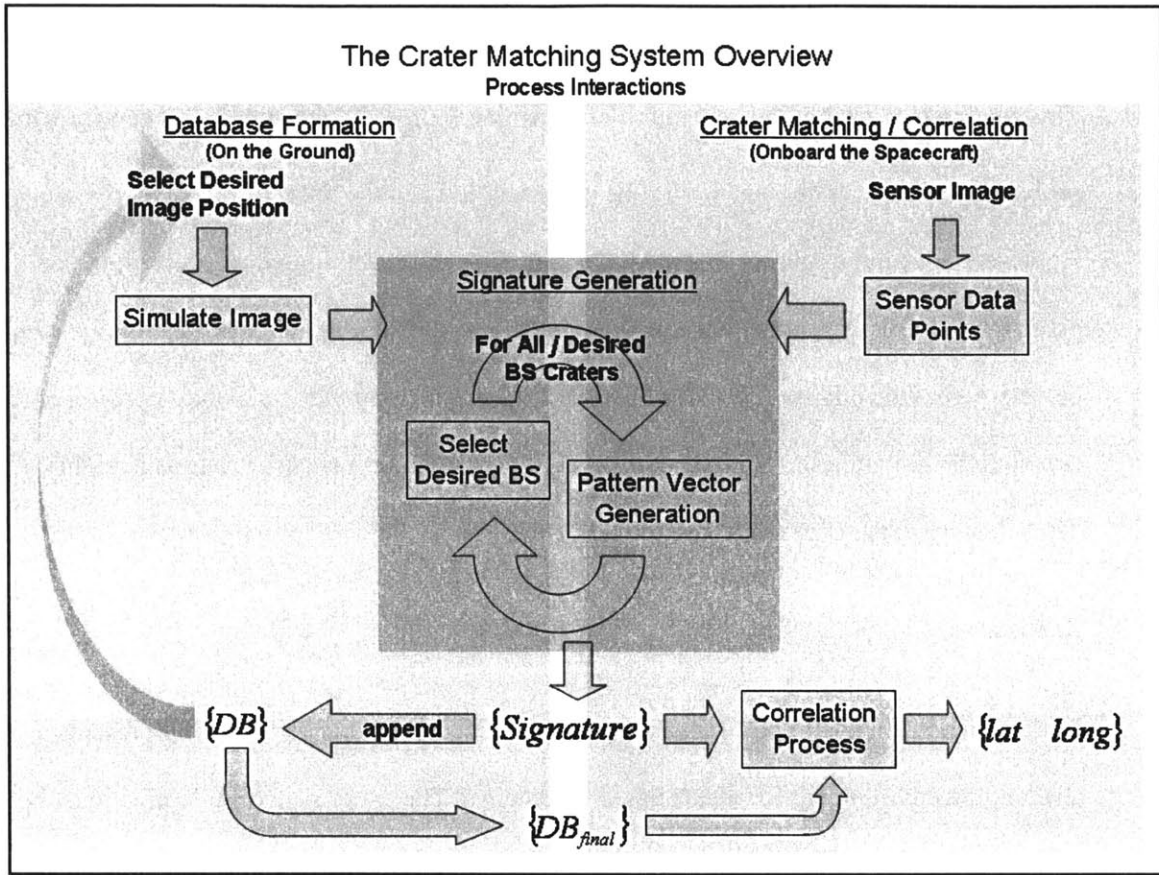 The Crater Matching System Overview
Process Interactions
Database Formation
(On the Ground)
Select Desired
Image Position
Simulate Image
Crater Matching / Correlation
(Onboard the Spacecraft)
Sensor Image
Sensor Data
Points
Signature Generation
For All j Desired
BS Craters
Select
Desired BS
Pattern Vector
Generation
{DB}
append
{Signature}
Correlation
Process
{lat long}
{DB_final}